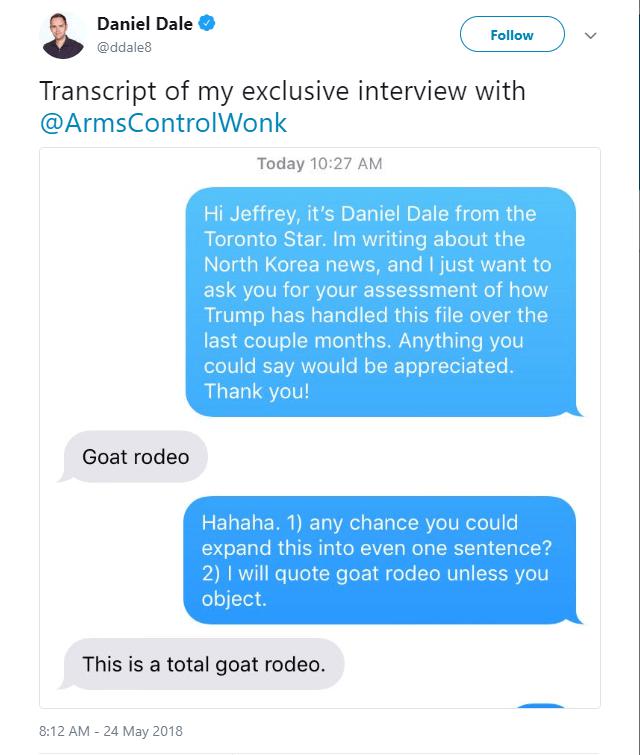 Daniel Dale
@ddale8
Follow
Transcript of my exclusive interview with
@ArmsControlWonk
Today 10:27 AM
Hi Jeffrey, it's Daniel Dale from the
Toronto Star. Im writing about the
North Korea news, and I just want to
ask you for your assessment of how
Trump has handled this file over the
last couple months. Anything you
could say would be appreciated.
Thank you!
Goat rodeo
Hahaha. 1) any chance you could
expand this into even one sentence?
2) I will quote goat rodeo unless you
object.
This is a total goat rodeo.
8:12 AM - 24 May 2018